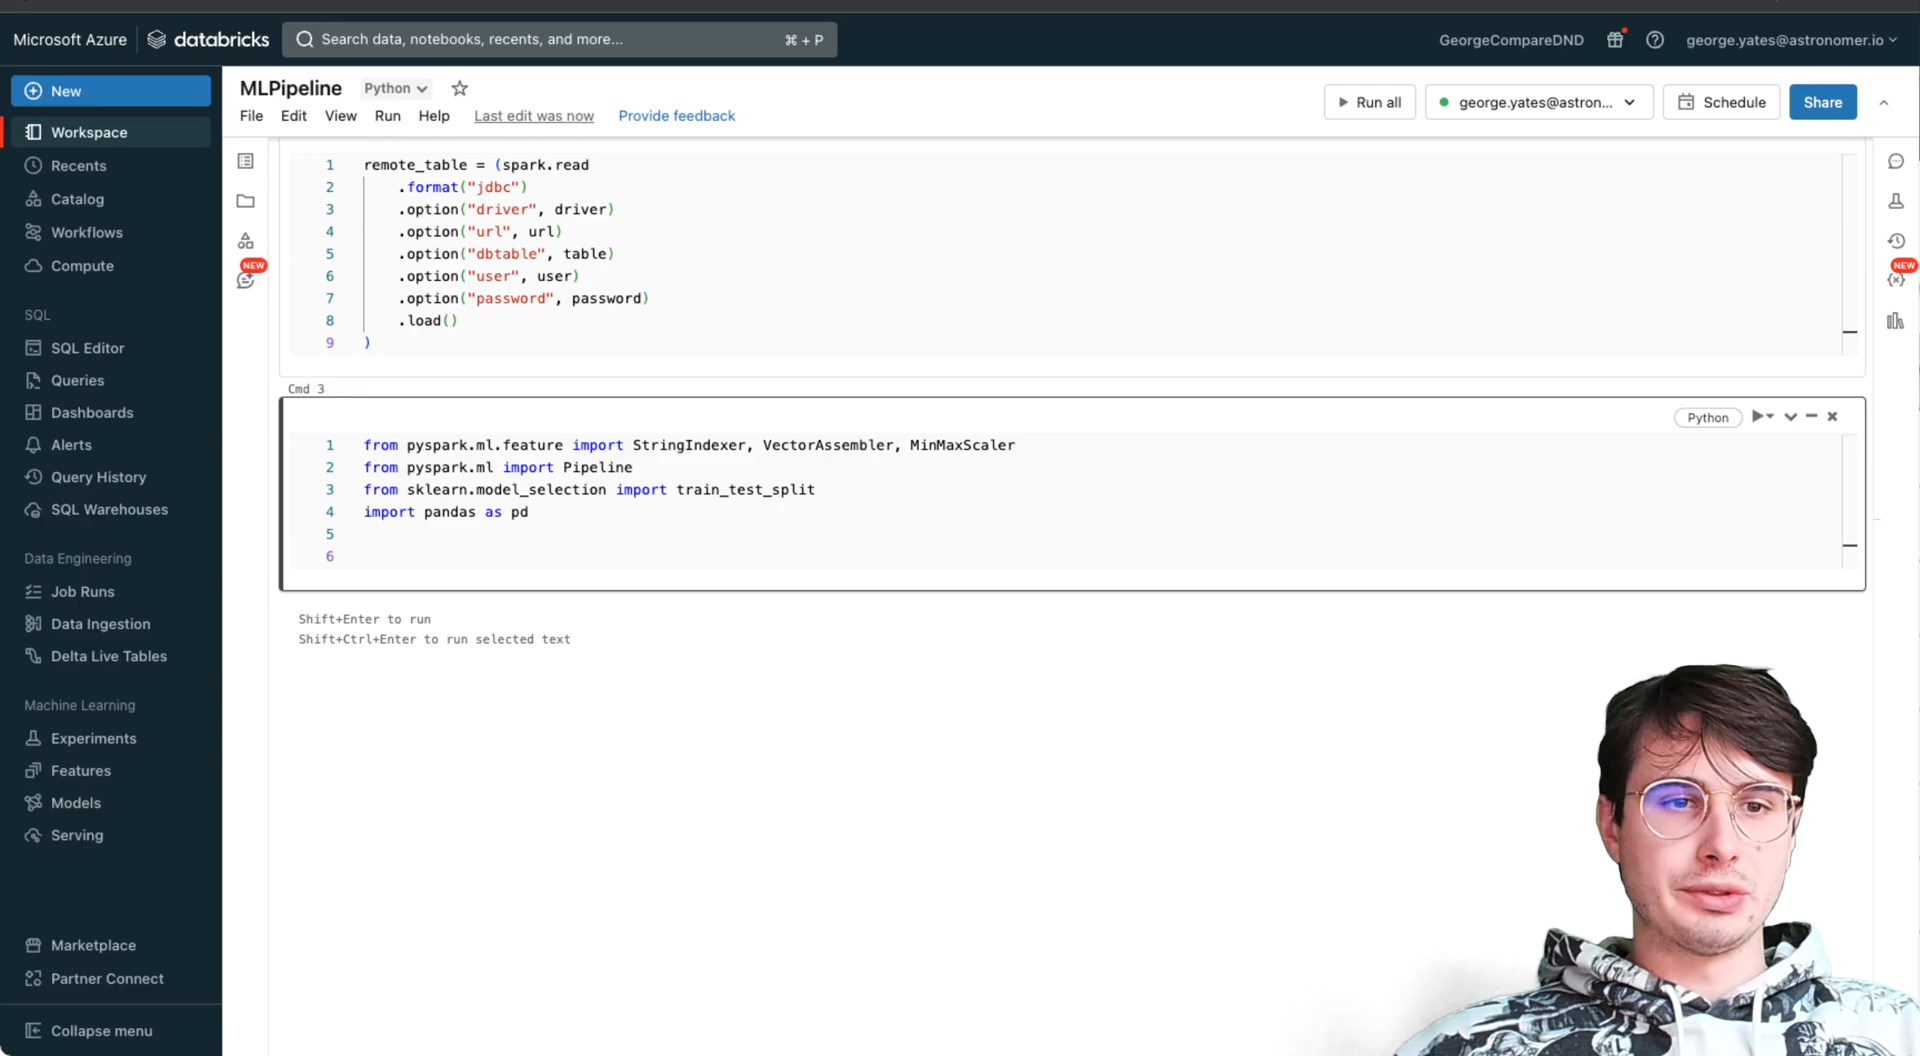 Microsoft Azure databricks Search data, notebooks, recents, and more... ⌘ + P GeorgeCompareDND george.yates@astronomer.io
New
Workspace
Recents
Catalog
Workflows
Compute
SQL
SQL Editor
Queries
Dashboards
Alerts
Query History
SQL Warehouses
Data Engineering
Job Runs
Data Ingestion
Delta Live Tables
Machine Learning
Experiments
Features
Models
Serving
Marketplace
Partner Connect
Collapse menu
MLPipeline Python
File Edit View Run Help Last edit was now Provide feedback
Run all george.yates@astron... Schedule Share
NEW
NEW
1 remote_table = (spark.read
2 .format("jdbc")
3 .option("driver", driver)
4 .option("url", url)
5 .option("dbtable", table)
6 .option("user", user)
7 .option("password", password)
8 .load()
9 )
Cmd 3
Python
1 from pyspark.ml.feature import StringIndexer, VectorAssembler, MinMaxScaler
2 from pyspark.ml import Pipeline
3 from sklearn.model_selection import train_test_split
4 import pandas as pd
5
6
Shift+Enter to run
Shift+Ctrl+Enter to run selected text